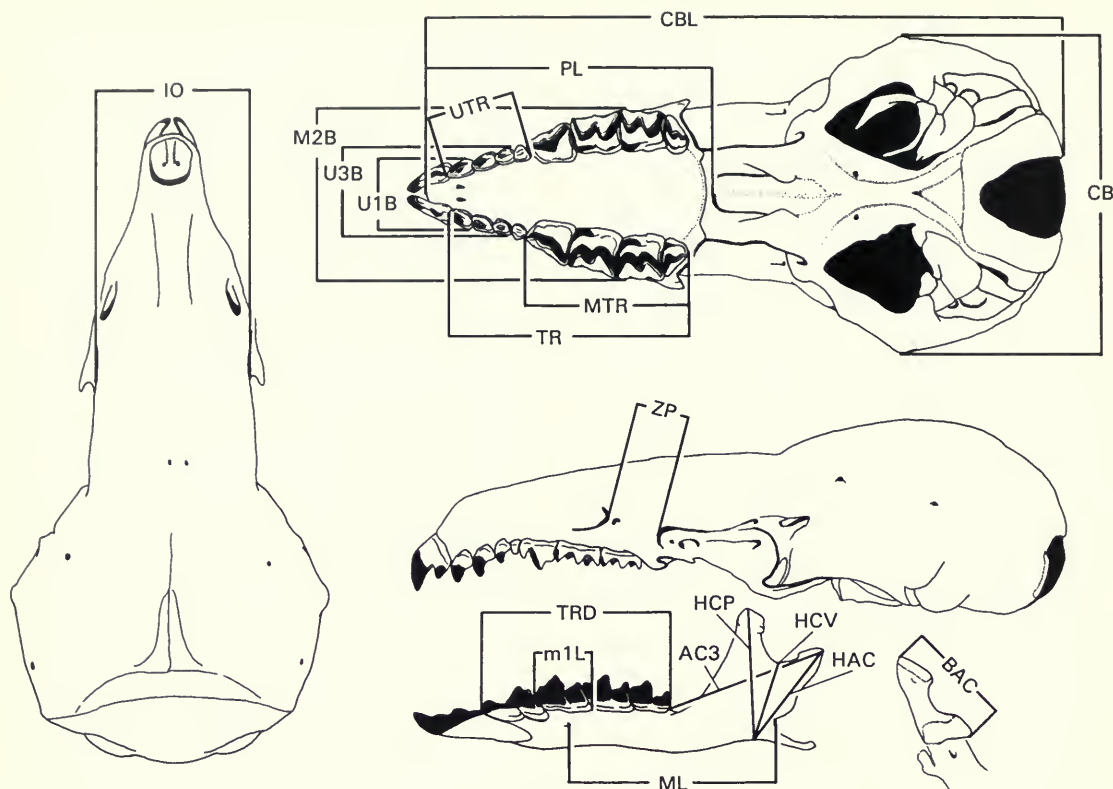 CBL
IO
PL
UTR
M2B
U3B
U1B
CB
MTR
TR
ZP
TRD
HCP
HCV
m1L
AC3
HAC
BAC
ML